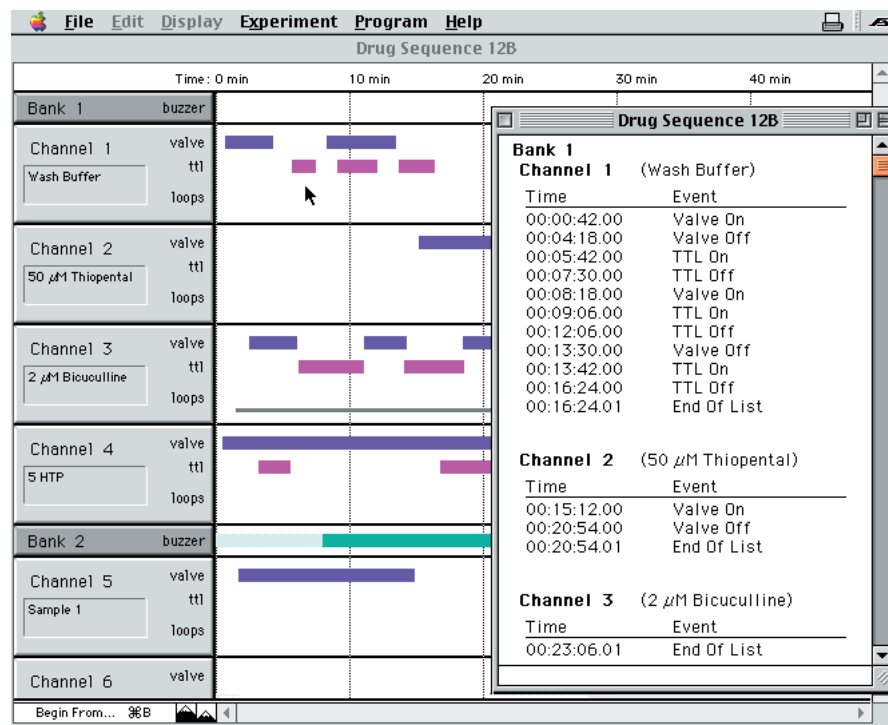 File Edit Display Experiment Program Help
Drug Sequence 12B
Time: 0 min 10 min 20 min 30 min 40 min
Bank 1 buzzer
Channel 1 valve
ttl
Wash Buffer
loops
Channel 2 valve
ttl
50 µM Thiopental
loops
Channel 3 valve
ttl
2 µM Bicuculline
loops
Channel 4 valve
ttl
5 HTP
loops
Bank 2 buzzer
Channel 5 valve
ttl
Sample 1
loops
Channel 6 valve
Begin From... ⌘B
Drug Sequence 12B
Bank 1
Channel 1 (Wash Buffer)
Time Event
00:00:42.00 Valve On
00:04:18.00 Valve Off
00:05:42.00 TTL On
00:07:30.00 TTL Off
00:08:18.00 Valve On
00:09:06.00 TTL On
00:12:06.00 TTL Off
00:13:30.00 Valve Off
00:13:42.00 TTL On
00:16:24.00 TTL Off
00:16:24.01 End Of List
Channel 2 (50 µM Thiopental)
Time Event
00:15:12.00 Valve On
00:20:54.00 Valve Off
00:20:54.01 End Of List
Channel 3 (2 µM Bicuculline)
Time Event
00:23:06.01 End Of List